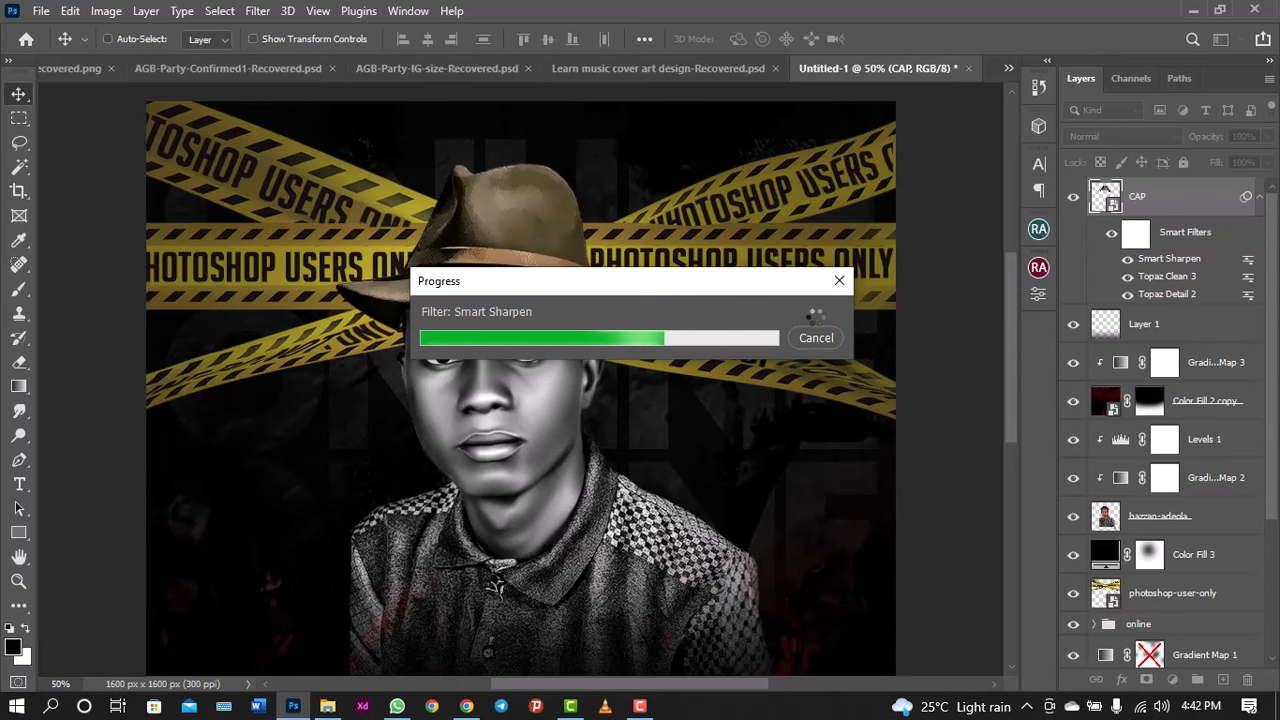 Ps File Edit Image Layer Type Select Filter 3D View Plugins Window Help
Auto-Select: Layer Show Transform Controls 3D Mode:
ecovered.png × AGB-Party-Confirmed1-Recovered.psd × AGB-Party-IG-size-Recovered.psd × Learn music cover art design-Recovered.psd × Untitled-1 @ 50% (CAP, RGB/8) * ×
Layers Channels Paths
Kind
Normal Opacity: 100%
Lock: Fill: 100%
CAP
Smart Filters
Smart Sharpen
Topaz Clean 3
Topaz Detail 2
Layer 1
Gradi...Map 3
Color Fill 2 copy
Levels 1
Gradi...Map 2
hazzan-adeola
Color Fill 3
photoshop-user-only
online
Gradient Map 1
RA
RA
HOTOSHOP USERS ONLY
PHOTOSHOP USERS ON
HOTOSHOP USERS ON
PHOTOSHOP USERS ONLY
Progress
Filter: Smart Sharpen
Cancel
50% 1600 px x 1600 px (300 ppi)
25°C Light rain 4:42 PM